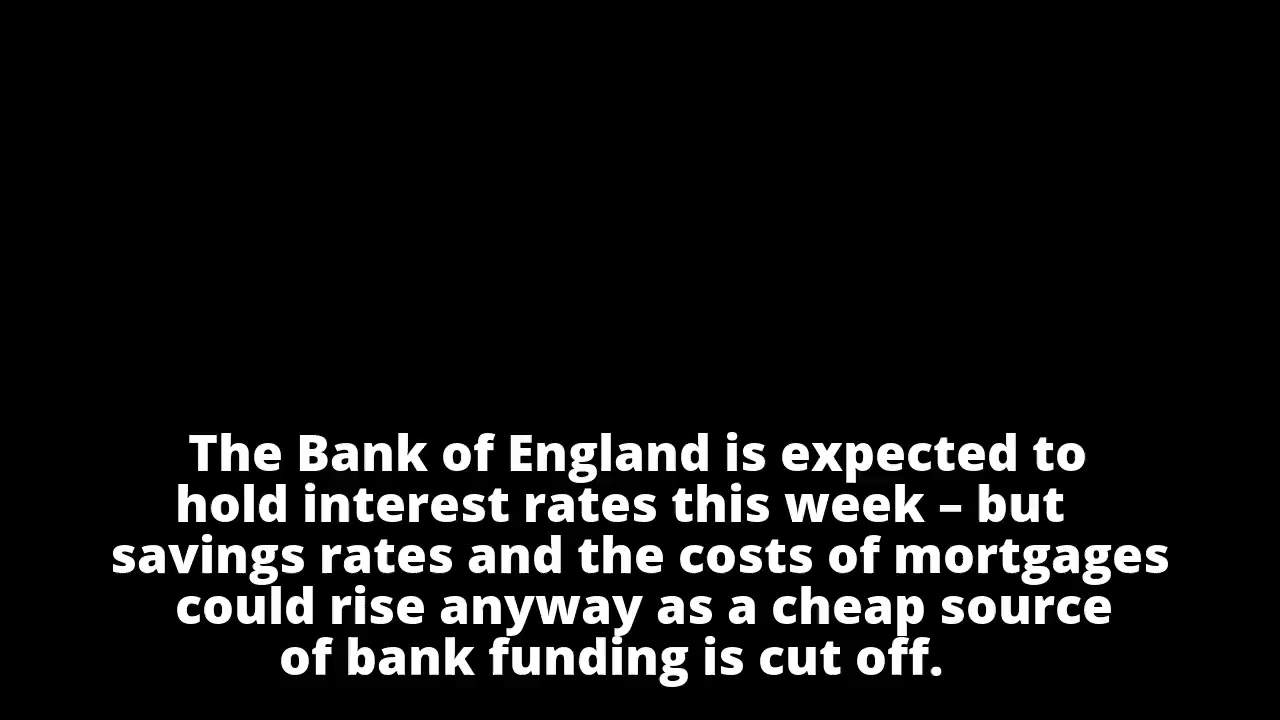 The Bank of England is expected to
hold interest rates this week – but
savings rates and the costs of mortgages
could rise anyway as a cheap source
of bank funding is cut off.